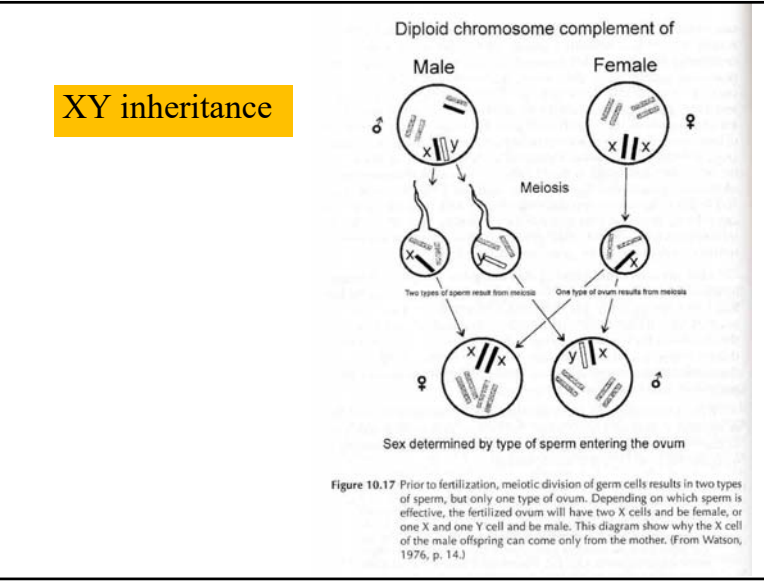 Diploid chromosome complement of
Male
Female
XY inheritance
♂
♀
x
y
x
x
Meiosis
x
y
x
Two types of sperm result from meiosis
One type of ovum results from meiosis
x
x
y
x
♀
♂
Sex determined by type of sperm entering the ovum
Figure 10.17 Prior to fertilization, meiotic division of germ cells results in two types
of sperm, but only one type of ovum. Depending on which sperm is
effective, the fertilized ovum will have two X cells and be female, or
one X and one Y cell and be male. This diagram show why the X cell
of the male offspring can come only from the mother. (From Watson,
1976, p. 14.)